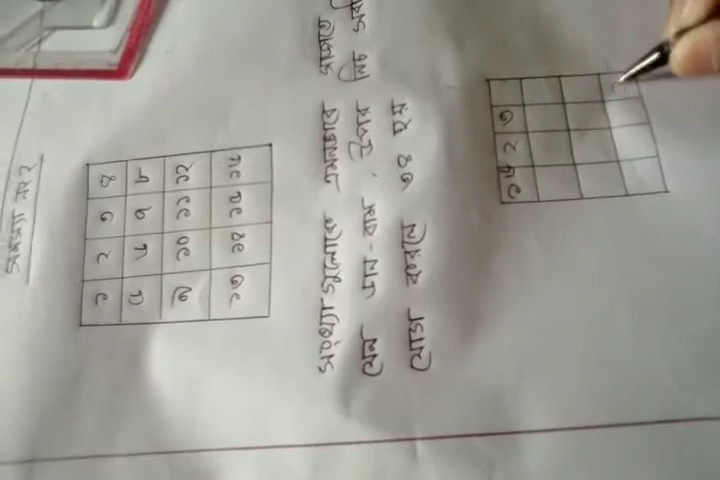 সমস্যা নং ২
১ ২ ৩ ৪
৫ ৬ ৭ ৮
৯ ১০ ১১ ১২
১৩ ১৪ ১৫ ১৬
সংখ্যাগুলোকে এমনভাবে সাজাতে
যেন ডান-বাম, উপর নিচ
যোগ করলে ৩৪ হয়
১৬ ২ ৩